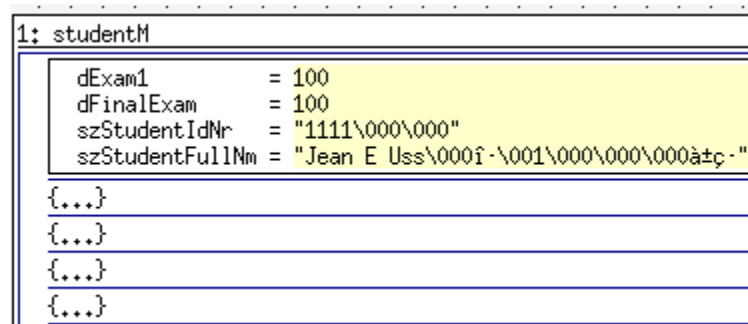 1: studentM
dExam1 = 100
dFinalExam = 100
szStudentIdNr = "1111\000\000"
szStudentFullNm = "Jean E Uss\000î·\001\000\000\000à±ç·"
{...}
{...}
{...}
{...}